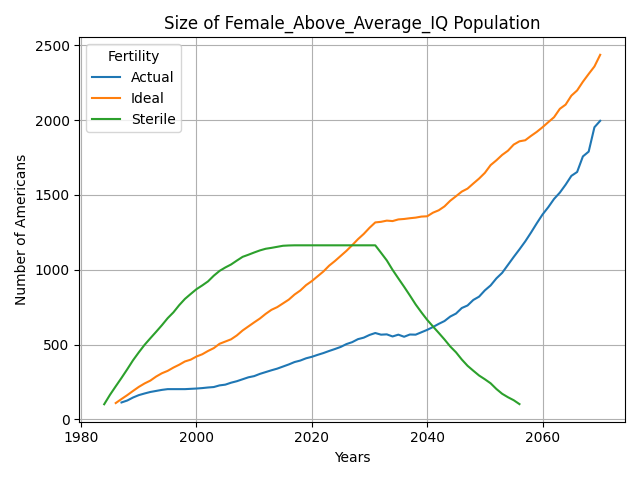 Size of Female_Above_Average_IQ Population
Fertility
Actual
Ideal
Sterile
Number of Americans
2500
2000
1500
1000
500
0
1980
2000
2020
2040
2060
Years